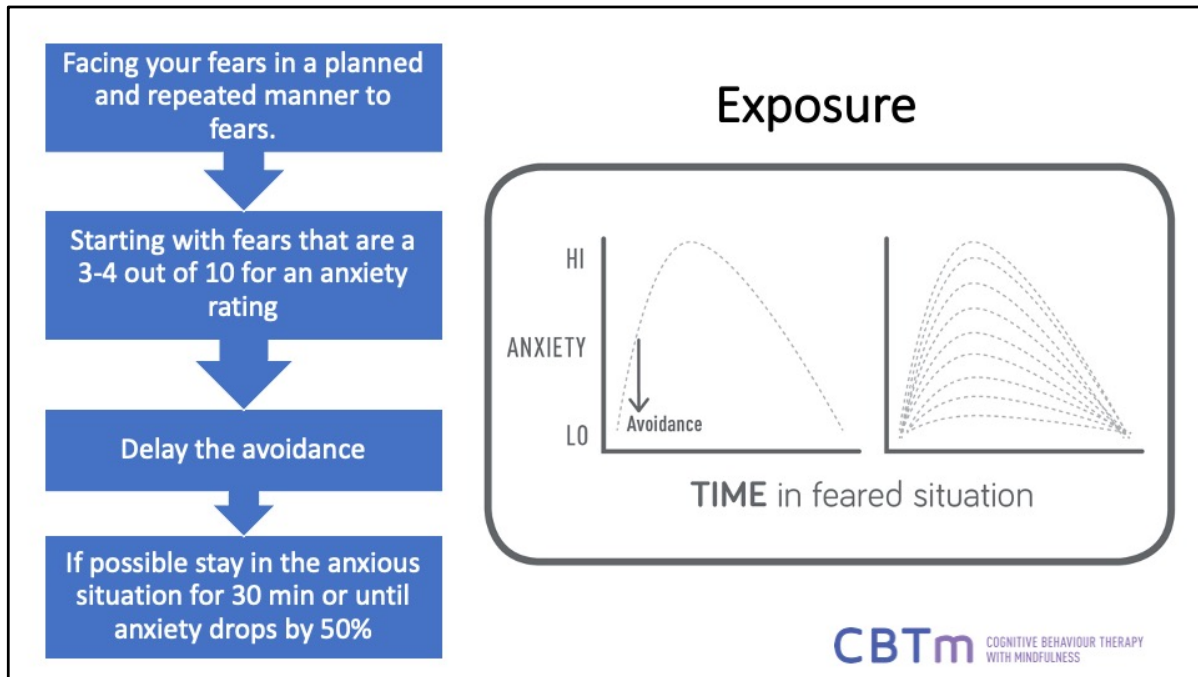 Facing your fears in a planned
and repeated manner to
fears.
Starting with fears that are a
3-4 out of 10 for an anxiety
rating
Delay the avoidance
If possible stay in the anxious
situation for 30 min or until
anxiety drops by 50%
Exposure
HI
ANXIETY
LO
Avoidance
TIME in feared situation
CBTm COGNITIVE BEHAVIOUR THERAPY
WITH MINDFULNESS